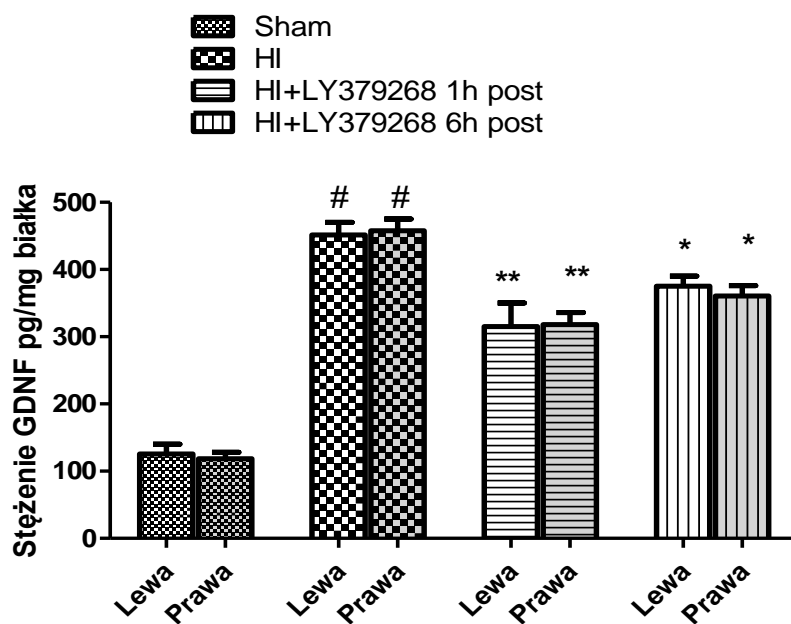 Sham
HI
HI+LY379268 1h post
HI+LY379268 6h post
Stężenie GDNF pg/mg białka
500
400
300
200
100
0
# #
** **
* *
Lewa Prawa Lewa Prawa Lewa Prawa Lewa Prawa